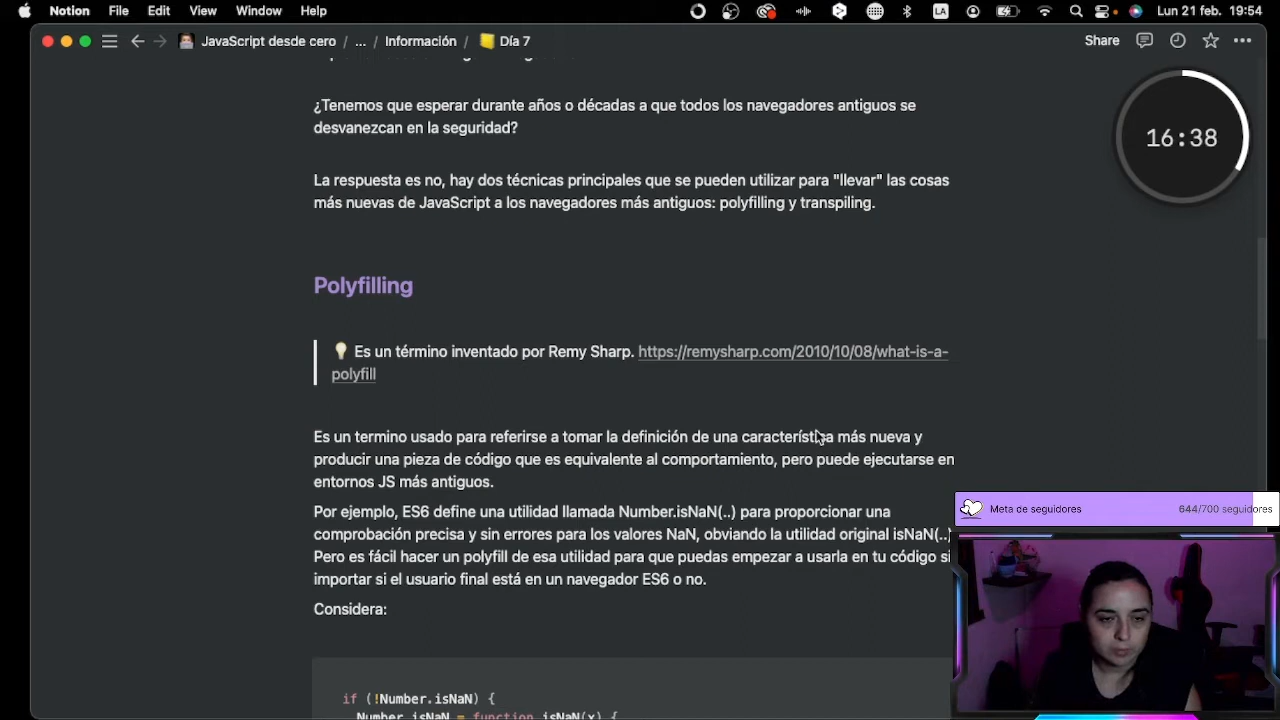 Notion File Edit View Window Help LA Lun 21 feb. 19:54
JavaScript desde cero / ... / Información / Día 7 Share
¿Tenemos que esperar durante años o décadas a que todos los navegadores antiguos se
desvanezcan en la seguridad?
16:38
La respuesta es no, hay dos técnicas principales que se pueden utilizar para "llevar" las cosas
más nuevas de JavaScript a los navegadores más antiguos: polyfilling y transpiling.
Polyfilling
Es un término inventado por Remy Sharp. https://remysharp.com/2010/10/08/what-is-a-
polyfill
Es un termino usado para referirse a tomar la definición de una característica más nueva y
producir una pieza de código que es equivalente al comportamiento, pero puede ejecutarse en
entornos JS más antiguos.
Por ejemplo, ES6 define una utilidad llamada Number.isNaN(..) para proporcionar una
comprobación precisa y sin errores para los valores NaN, obviando la utilidad original isNaN(..)
Pero es fácil hacer un polyfill de esa utilidad para que puedas empezar a usarla en tu código si
importar si el usuario final está en un navegador ES6 o no.
Considera:
if (!Number.isNaN) {
Number.isNaN = function isNaN(x) {
Meta de seguidores 644/700 seguidores